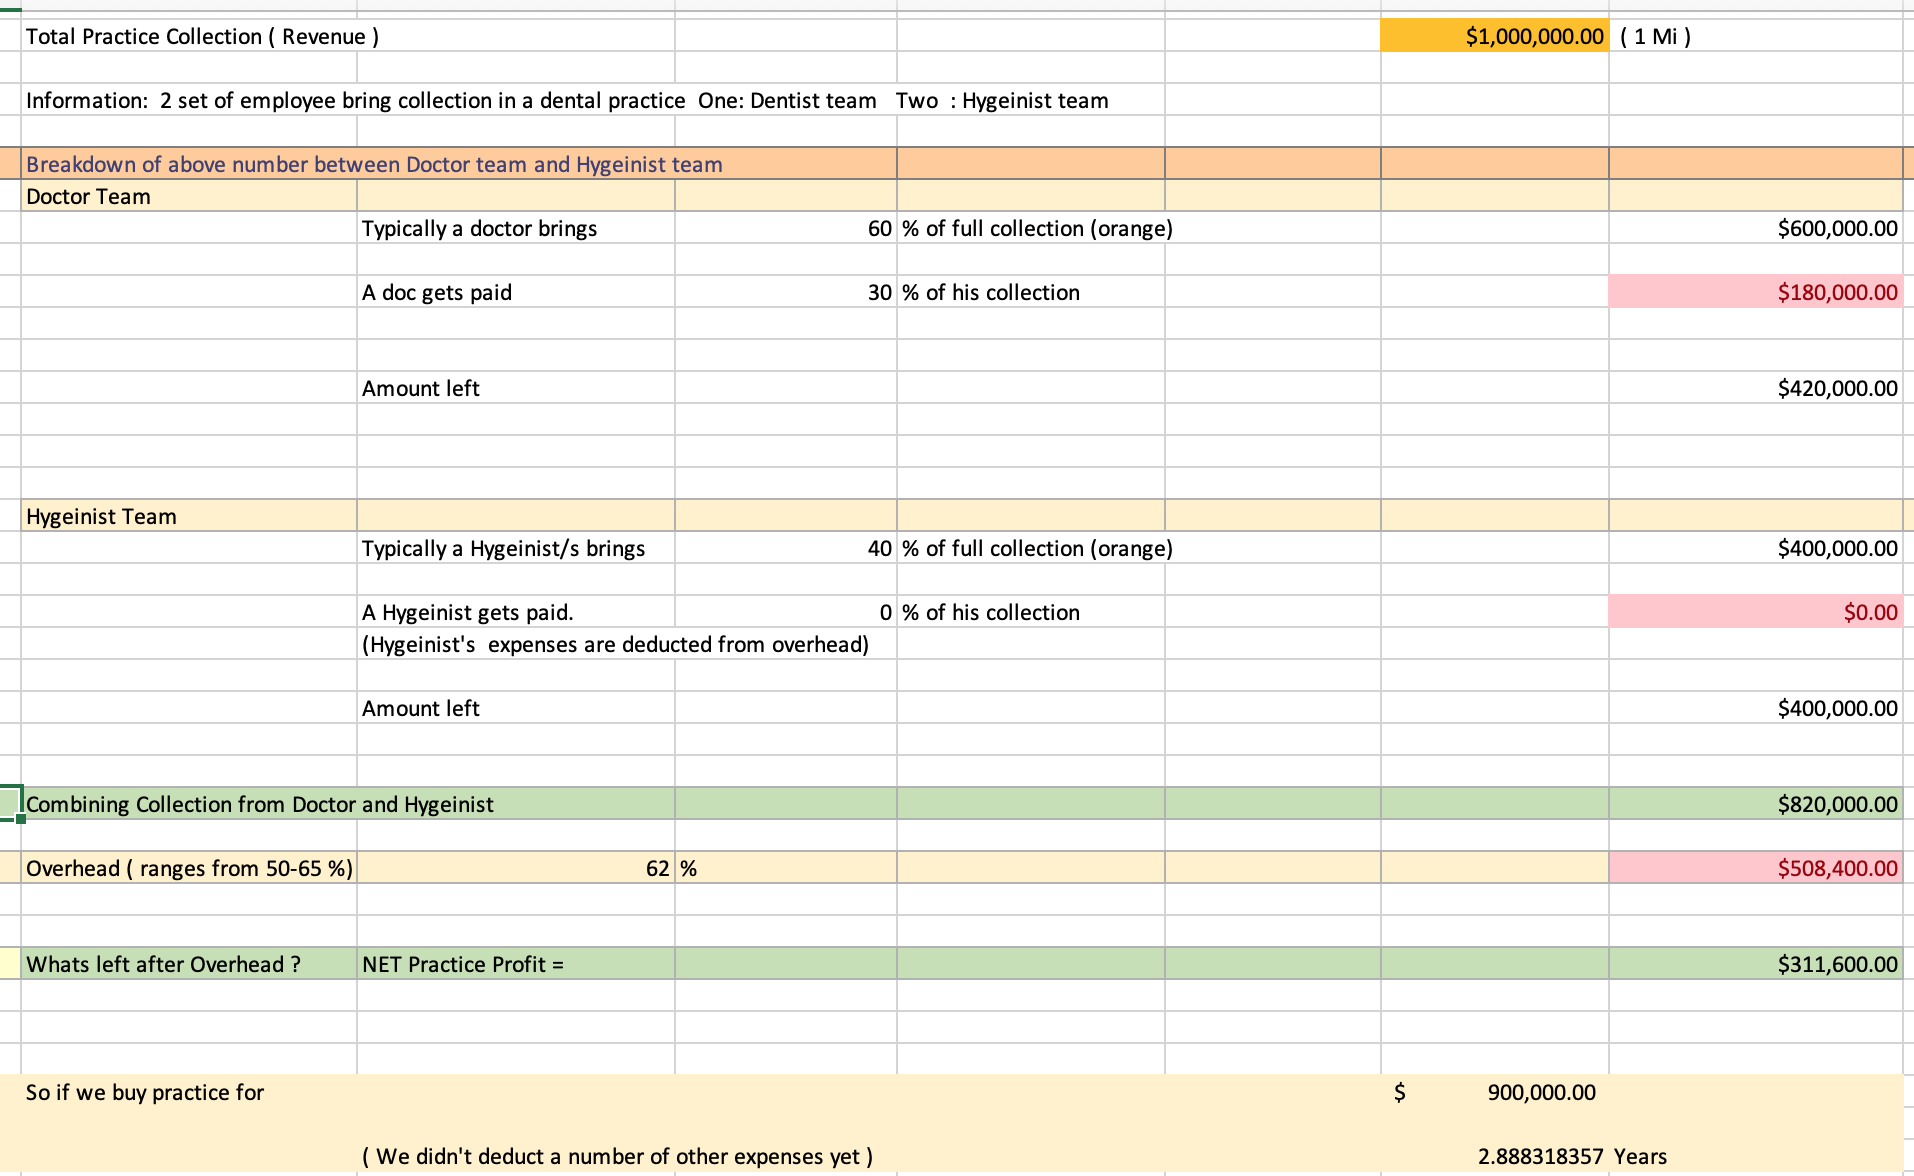 Total Practice Collection ( Revenue ) $1,000,000.00 ( 1 Mi )
Information:  2 set of employee bring collection in a dental practice  One: Dentist team   Two  : Hygeinist team
Breakdown of above number between Doctor team and Hygeinist team
Doctor Team
Typically a doctor brings 60 % of full collection (orange) $600,000.00
A doc gets paid 30 % of his collection $180,000.00
Amount left $420,000.00
Hygeinist Team
Typically a Hygeinist/s brings 40 % of full collection (orange) $400,000.00
A Hygeinist gets paid. 0 % of his collection $0.00
(Hygeinist's  expenses are deducted from overhead)
Amount left $400,000.00
Combining Collection from Doctor and Hygeinist $820,000.00
Overhead ( ranges from 50-65 %) 62 % $508,400.00
Whats left after Overhead ? NET Practice Profit = $311,600.00
So if we buy practice for $ 900,000.00
( We didn't deduct a number of other expenses yet ) 2.888318357 Years